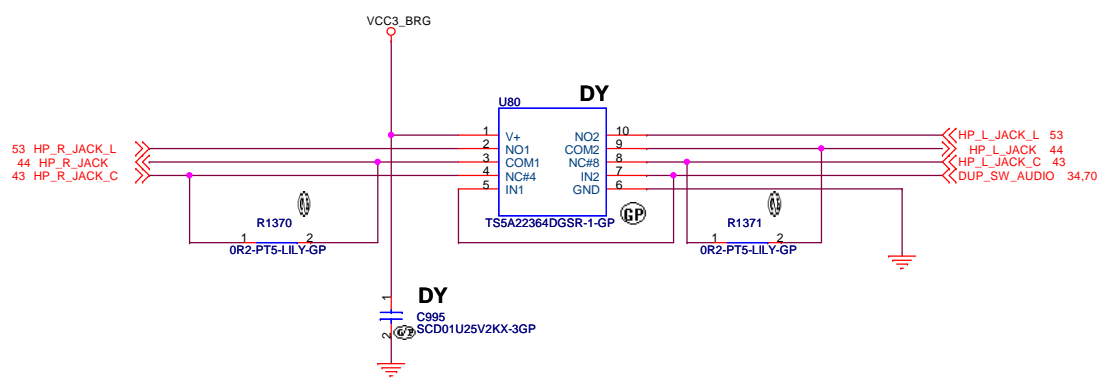 VCC3_BRG
U80
DY
1 V+ NO2 10
2 NO1 COM2 9
3 COM1 NC#8 8
4 NC#4 IN2 7
5 IN1 GND 6
53 HP_R_JACK_L
44 HP_R_JACK
43 HP_R_JACK_C
HP_L_JACK_L 53
HP_L_JACK 44
HP_L_JACK_C 43
DUP_SW_AUDIO 34,70
TS5A22364DGSR-1-GP
GP
R1370
1 2
0R2-PT5-LILY-GP
R1371
1 2
0R2-PT5-LILY-GP
DY
1
C995
2
SCD01U25V2KX-3GP